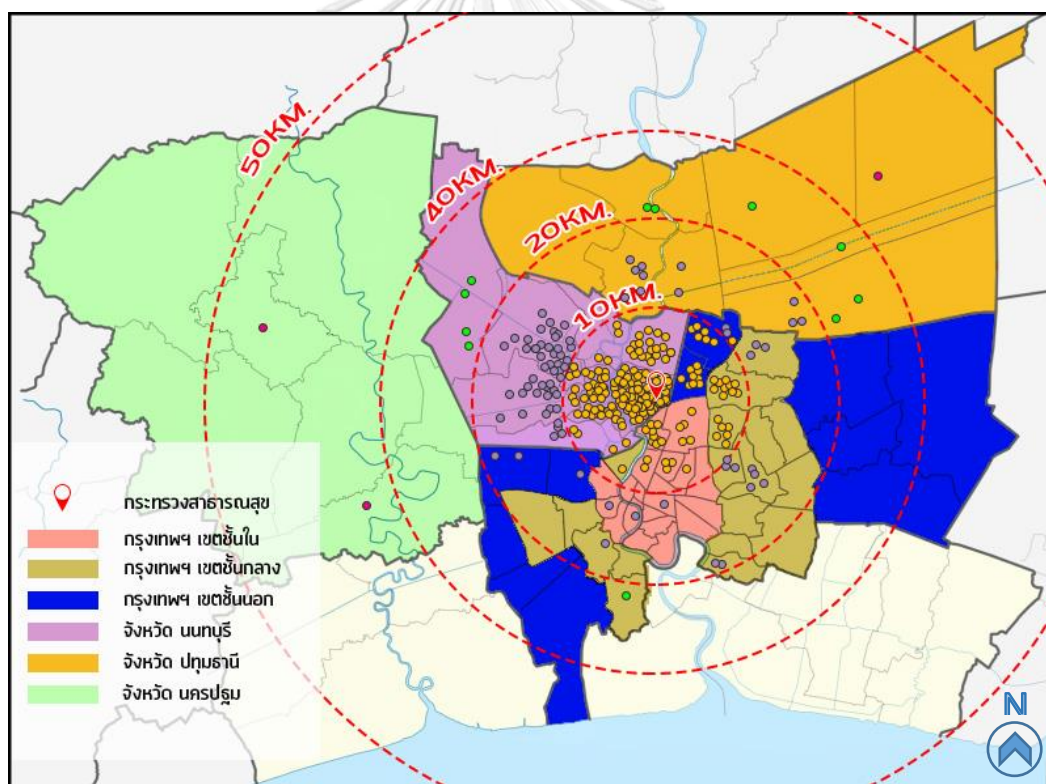 50KM.
40KM.
20KM.
10KM.
กระทรวงสาธารณสุข
กรุงเทพฯ เขตชั้นใน
กรุงเทพฯ เขตชั้นกลาง
กรุงเทพฯ เขตชั้นนอก
จังหวัด นนทบุรี
จังหวัด ปทุมธานี
จังหวัด นครปฐม
N